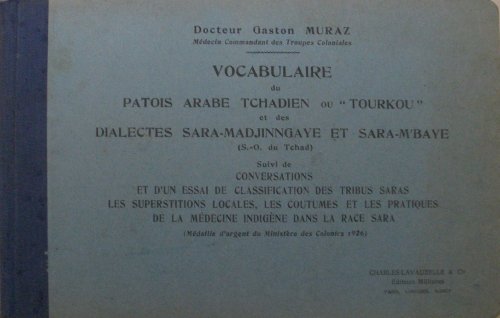 Docteur Gaston MURAZ
Médecin Commandant des Troupes Coloniales
VOCABULAIRE
du
PATOIS ARABE TCHADIEN OU "TOURKOU"
et des
DIALECTES SARA-MADJINNGAYE ET SARA-M'BAYE
(S.-O. du Tchad)
Suivi de
CONVERSATIONS
ET D'UN ESSAI DE CLASSIFICATION DES TRIBUS SARAS
LES SUPERSTITIONS LOCALES, LES COUTUMES ET LES PRATIQUES
DE LA MÉDECINE INDIGÈNE DANS LA RACE SARA
(Médaille d'argent du Ministère des Colonies 1926)
CHARLES-LAVAUZELLE & Cie
Éditeurs Militaires
PARIS, LIMOGES, NANCY